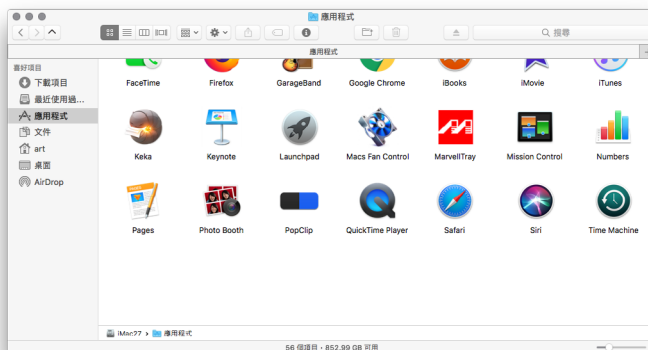 應用程式
搜尋
應用程式
喜好項目
下載項目
最近使用過...
應用程式
文件
art
桌面
AirDrop
FaceTime
Firefox
GarageBand
Google Chrome
iBooks
iMovie
iTunes
Keka
Keynote
Launchpad
Macs Fan Control
MarvellTray
Mission Control
Numbers
Pages
Photo Booth
PopClip
QuickTime Player
Safari
Siri
Time Machine
iMac27 › 應用程式
56 個項目，852.99 GB 可用